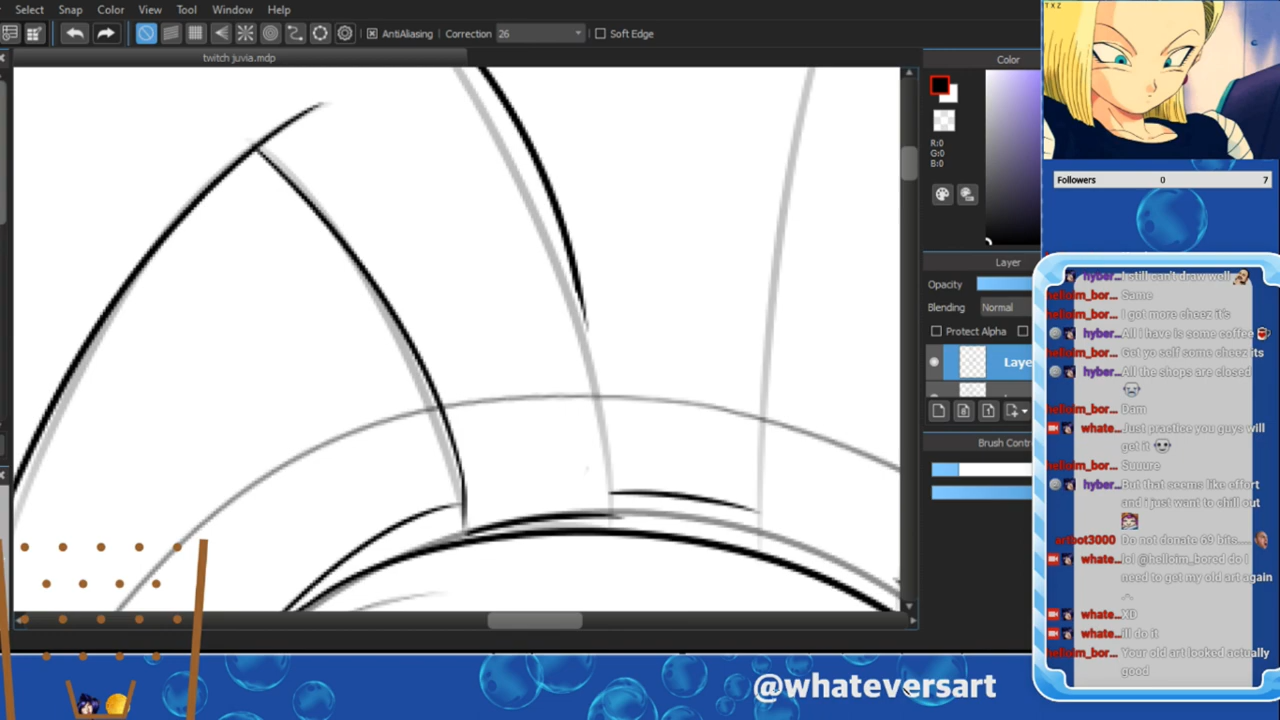 Select Snap Color View Tool Window Help
AntiAliasing Correction 26 Soft Edge
twitch juvia.mdp
Color
R:0
G:0
B:0
Layer
Opacity
Blending Normal
Protect Alpha
Laye
Brush Contr
T X Z
Followers 0 7
hyber... I still can't draw well
helloim_bor... Same
helloim_bor... I got more cheez it's
hyber... All i have is some coffee
helloim_bor... Get yo self some cheez its
hyber... All the shops are closed
helloim_bor... Dam
whate... Just practice you guys will
get it
helloim_bor... Suuure
hyber... But that seems like effort
and i just want to chill out
artbot3000 Do not donate 69 bits....
whate... lol @helloim_bored do I
need to get my old art again
-.-
whate... XD
whate... ill do it
helloim_bor... Your old art looked actually
good
@whateversart